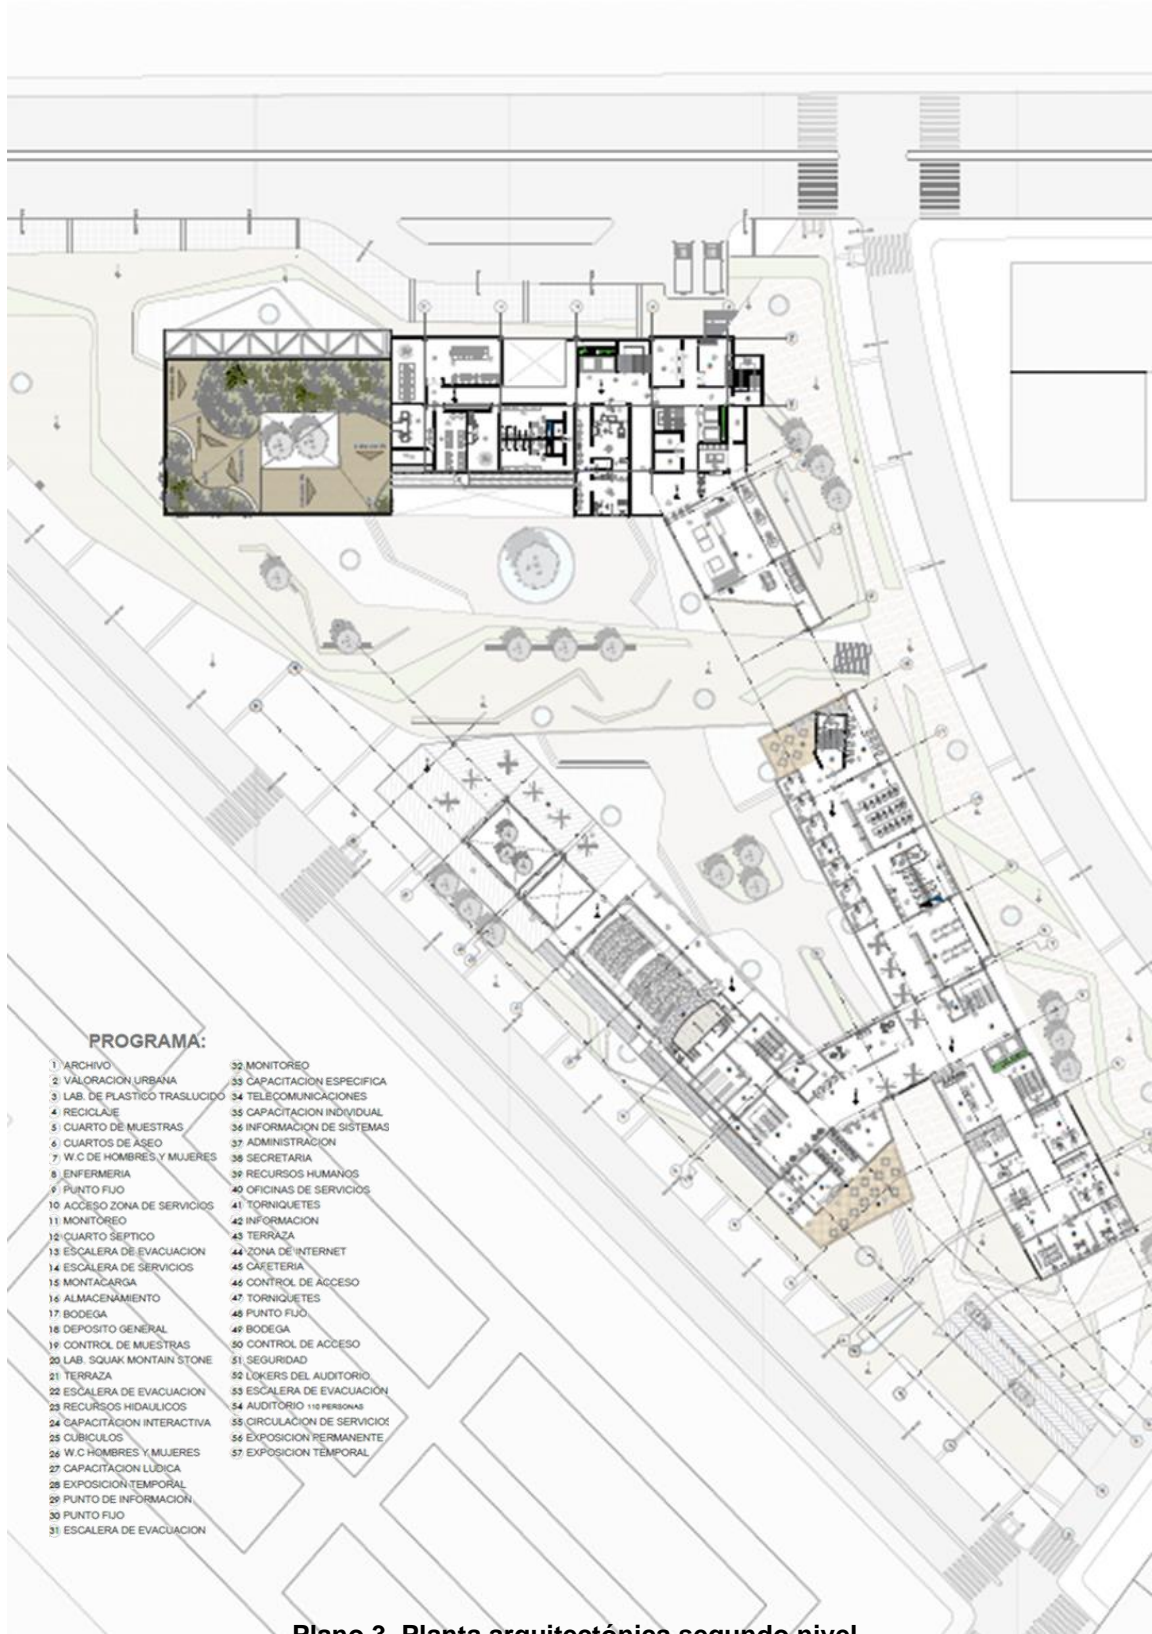 PROGRAMA:
1 ARCHIVO
2 VALORACION URBANA
3 LAB. DE PLASTICO TRASLUCIDO
4 RECICLAJE
5 CUARTO DE MUESTRAS
6 CUARTOS DE ASEO
7 W.C DE HOMBRES Y MUJERES
8 ENFERMERIA
9 PUNTO FIJO
10 ACCESO ZONA DE SERVICIOS
11 MONITOREO
12 CUARTO SEPTICO
13 ESCALERA DE EVACUACION
14 ESCALERA DE SERVICIOS
15 MONTACARGA
16 ALMACENAMIENTO
17 BODEGA
18 DEPOSITO GENERAL
19 CONTROL DE MUESTRAS
20 LAB. SQUAK MONTAIN STONE
21 TERRAZA
22 ESCALERA DE EVACUACION
23 RECURSOS HIDAULICOS
24 CAPACITACION INTERACTIVA
25 CUBICULOS
26 W.C HOMBRES Y MUJERES
27 CAPACITACION LUDICA
28 EXPOSICION TEMPORAL
29 PUNTO DE INFORMACION
30 PUNTO FIJO
31 ESCALERA DE EVACUACION
32 MONITOREO
33 CAPACITACION ESPECIFICA
34 TELECOMUNICACIONES
35 CAPACITACION INDIVIDUAL
36 INFORMACION DE SISTEMAS
37 ADMINISTRACION
38 SECRETARIA
39 RECURSOS HUMANOS
40 OFICINAS DE SERVICIOS
41 TORNIQUETES
42 INFORMACION
43 TERRAZA
44 ZONA DE INTERNET
45 CAFETERIA
46 CONTROL DE ACCESO
47 TORNIQUETES
48 PUNTO FIJO
49 BODEGA
50 CONTROL DE ACCESO
51 SEGURIDAD
52 LOKERS DEL AUDITORIO
53 ESCALERA DE EVACUACION
54 AUDITORIO 110 PERSONAS
55 CIRCULACION DE SERVICIOS
56 EXPOSICION PERMANENTE
57 EXPOSICION TEMPORAL
Plano 3. Planta arquitectónica segundo nivel